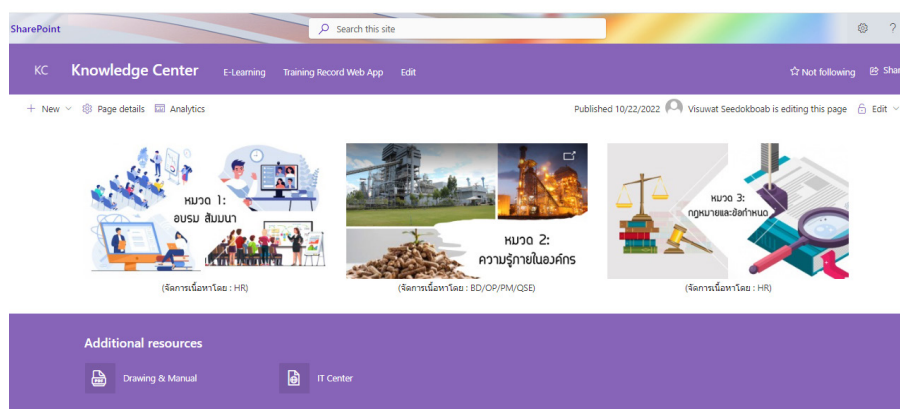 SharePoint
Search this site
?
KC Knowledge Center E-Learning Training Record Web App Edit
Not following Shar
+ New Page details Analytics
Published 10/22/2022 Visuwat Seedokboab is editing this page Edit
หมวด 1:
อบรม สัมมนา
(จัดการเนื้อหาโดย : HR)
หมวด 2:
ความรู้ภายในองค์กร
(จัดการเนื้อหาโดย : BD/OP/PM/QSE)
หมวด 3:
กฎหมายและข้อกำหนด
(จัดการเนื้อหาโดย : HR)
Additional resources
Drawing & Manual
IT Center